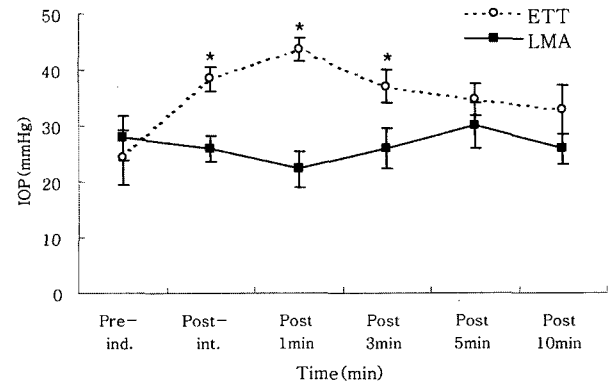 50
40
30
20
10
0
IOP(mmHg)
ETT
LMA
*
*
*
Pre-
ind.
Post-
int.
Post
1min
Post
3min
Post
5min
Post
10min
Time(min)